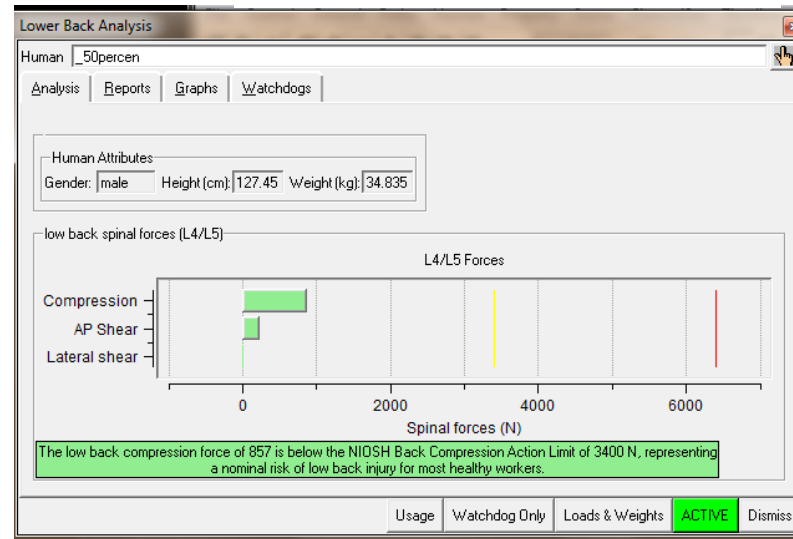 Lower Back Analysis
Human _50percen
Analysis Reports Graphs Watchdogs
Human Attributes
Gender: male Height (cm): 127.45 Weight (kg): 34.835
low back spinal forces (L4/L5)
L4/L5 Forces
Compression
AP Shear
Lateral shear
0 2000 4000 6000
Spinal forces (N)
The low back compression force of 857 is below the NIOSH Back Compression Action Limit of 3400 N, representing
a nominal risk of low back injury for most healthy workers.
Usage Watchdog Only Loads & Weights ACTIVE Dismiss